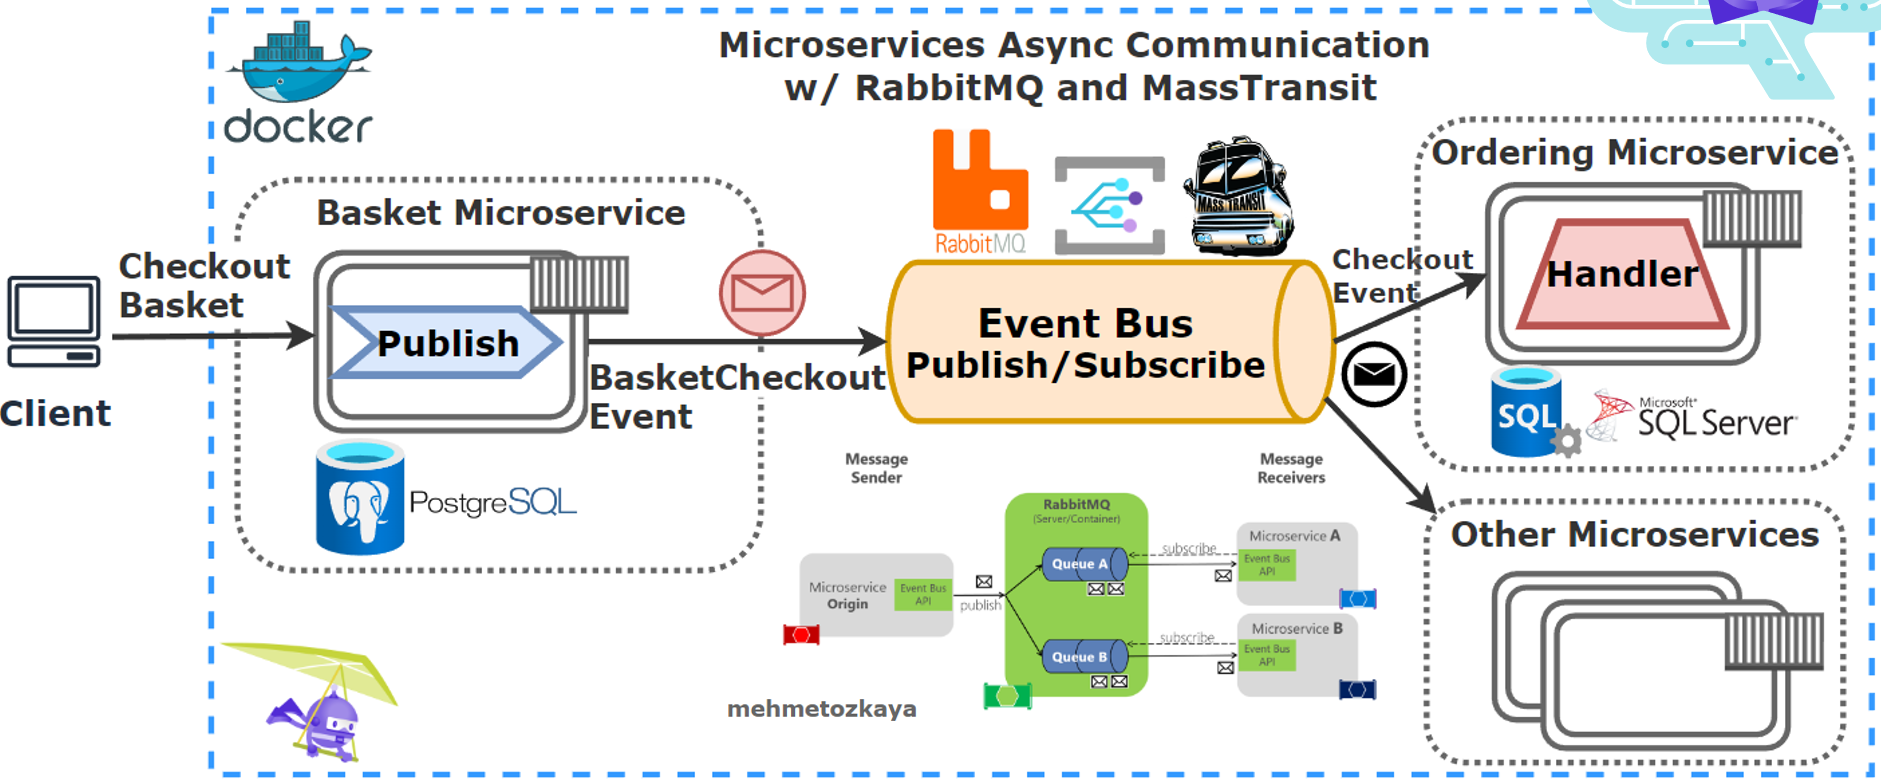 Microservices Async Communication
w/ RabbitMQ and MassTransit
docker
Basket Microservice
Checkout
Basket
Client
Publish
BasketCheckout
Event
PostgreSQL
RabbitMQ
MASS TRANSIT
Event Bus
Publish/Subscribe
Checkout
Event
Ordering Microservice
Handler
SQL
Microsoft®
SQL Server®
Other Microservices
Message
Sender
Message
Receivers
RabbitMQ
(Server/Container)
Microservice
Origin
Event Bus
API
publish
Queue A
Queue B
subscribe
subscribe
Microservice A
Event Bus
API
Microservice B
Event Bus
API
mehmetozkaya